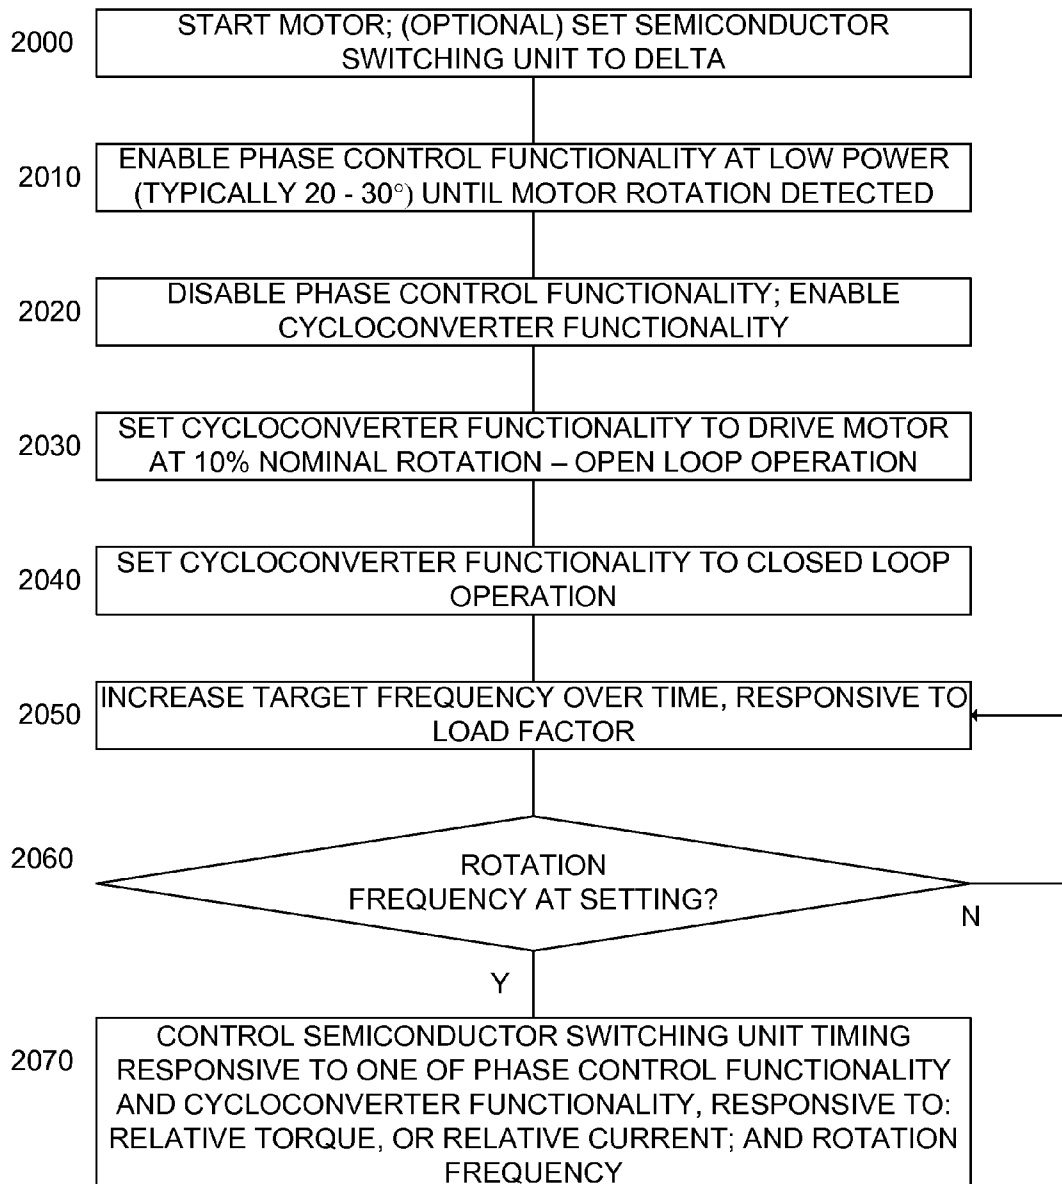 2000
START MOTOR; (OPTIONAL) SET SEMICONDUCTOR
SWITCHING UNIT TO DELTA
2010
ENABLE PHASE CONTROL FUNCTIONALITY AT LOW POWER
(TYPICALLY 20 - 30°) UNTIL MOTOR ROTATION DETECTED
2020
DISABLE PHASE CONTROL FUNCTIONALITY; ENABLE
CYCLOCONVERTER FUNCTIONALITY
2030
SET CYCLOCONVERTER FUNCTIONALITY TO DRIVE MOTOR
AT 10% NOMINAL ROTATION – OPEN LOOP OPERATION
2040
SET CYCLOCONVERTER FUNCTIONALITY TO CLOSED LOOP
OPERATION
2050
INCREASE TARGET FREQUENCY OVER TIME, RESPONSIVE TO
LOAD FACTOR
2060
ROTATION
FREQUENCY AT SETTING?
N
Y
2070
CONTROL SEMICONDUCTOR SWITCHING UNIT TIMING
RESPONSIVE TO ONE OF PHASE CONTROL FUNCTIONALITY
AND CYCLOCONVERTER FUNCTIONALITY, RESPONSIVE TO:
RELATIVE TORQUE, OR RELATIVE CURRENT; AND ROTATION
FREQUENCY